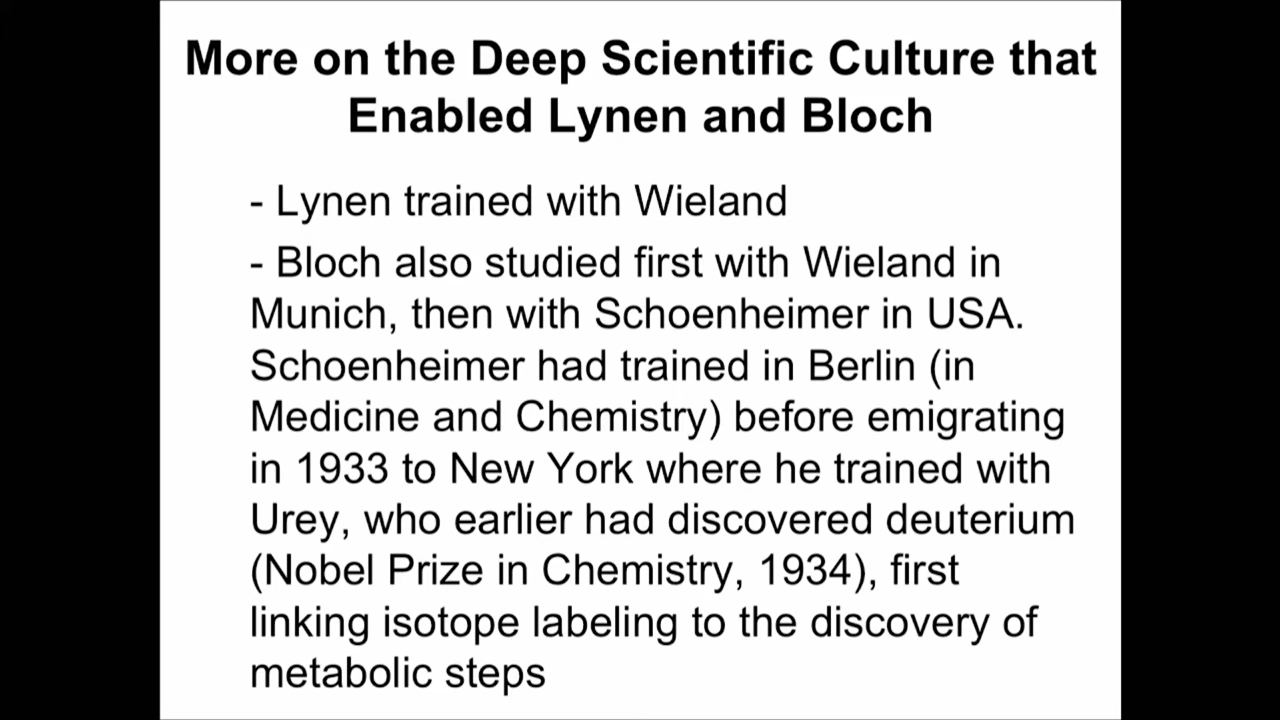 More on the Deep Scientific Culture that
Enabled Lynen and Bloch
- Lynen trained with Wieland
- Bloch also studied first with Wieland in
Munich, then with Schoenheimer in USA.
Schoenheimer had trained in Berlin (in
Medicine and Chemistry) before emigrating
in 1933 to New York where he trained with
Urey, who earlier had discovered deuterium
(Nobel Prize in Chemistry, 1934), first
linking isotope labeling to the discovery of
metabolic steps